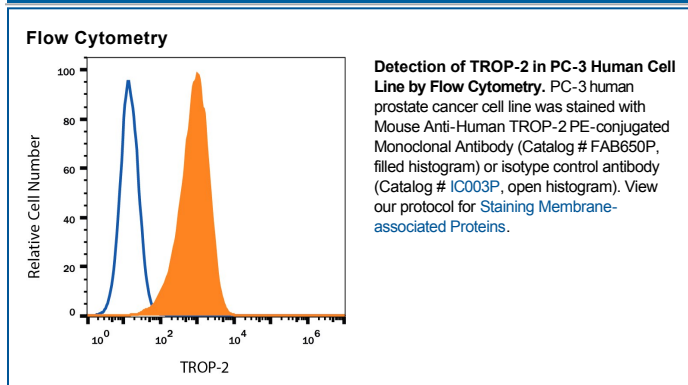 Flow Cytometry
100
80
60
40
20
0
Relative Cell Number
10^0
10^2
10^4
10^6
TROP-2
Detection of TROP-2 in PC-3 Human Cell
Line by Flow Cytometry. PC-3 human
prostate cancer cell line was stained with
Mouse Anti-Human TROP-2 PE-conjugated
Monoclonal Antibody (Catalog # FAB650P,
filled histogram) or isotype control antibody
(Catalog # IC003P, open histogram). View
our protocol for Staining Membrane-
associated Proteins.